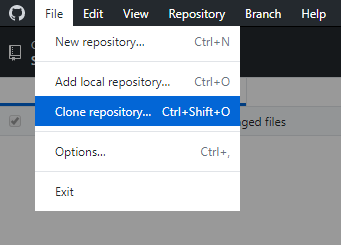 File Edit View Repository Branch Help
New repository... Ctrl+N
Add local repository... Ctrl+O
Clone repository... Ctrl+Shift+O
ged files
Options... Ctrl+,
Exit